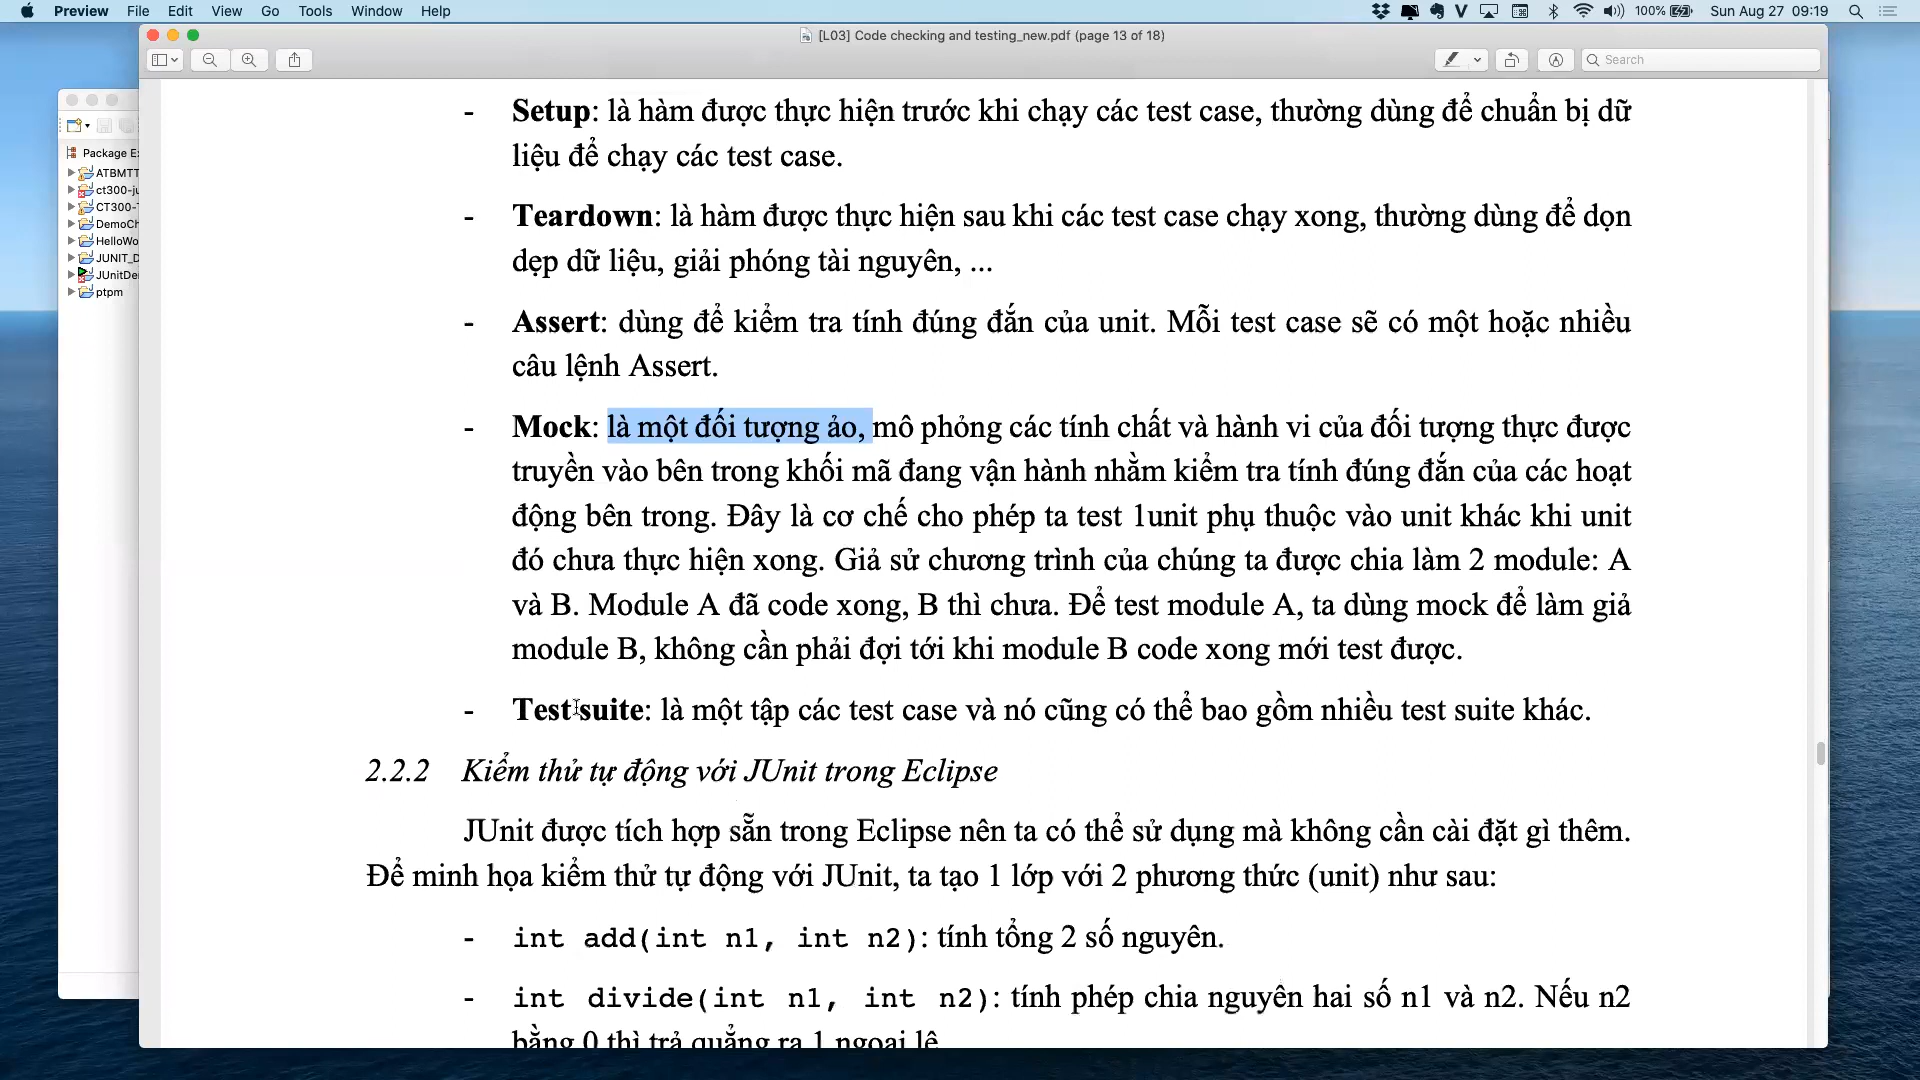 Preview File Edit View Go Tools Window Help 100% Sun Aug 27 09:19
[L03] Code checking and testing_new.pdf (page 13 of 18)
Search
Package E
ATBMTT
ct300-ju
CT300-
DemoCh
HelloWo
JUNIT_D
JUnitDe
ptpm
- Setup: là hàm được thực hiện trước khi chạy các test case, thường dùng để chuẩn bị dữ
liệu để chạy các test case.
- Teardown: là hàm được thực hiện sau khi các test case chạy xong, thường dùng để dọn
dẹp dữ liệu, giải phóng tài nguyên, ...
- Assert: dùng để kiểm tra tính đúng đắn của unit. Mỗi test case sẽ có một hoặc nhiều
câu lệnh Assert.
- Mock: là một đối tượng ảo, mô phỏng các tính chất và hành vi của đối tượng thực được
truyền vào bên trong khối mã đang vận hành nhằm kiểm tra tính đúng đắn của các hoạt
động bên trong. Đây là cơ chế cho phép ta test 1unit phụ thuộc vào unit khác khi unit
đó chưa thực hiện xong. Giả sử chương trình của chúng ta được chia làm 2 module: A
và B. Module A đã code xong, B thì chưa. Để test module A, ta dùng mock để làm giả
module B, không cần phải đợi tới khi module B code xong mới test được.
- Test suite: là một tập các test case và nó cũng có thể bao gồm nhiều test suite khác.
2.2.2 Kiểm thử tự động với JUnit trong Eclipse
JUnit được tích hợp sẵn trong Eclipse nên ta có thể sử dụng mà không cần cài đặt gì thêm.
Để minh họa kiểm thử tự động với JUnit, ta tạo 1 lớp với 2 phương thức (unit) như sau:
- int add(int n1, int n2): tính tổng 2 số nguyên.
- int divide(int n1, int n2): tính phép chia nguyên hai số n1 và n2. Nếu n2
bằng 0 thì trả quẳng ra 1 ngoại lệ